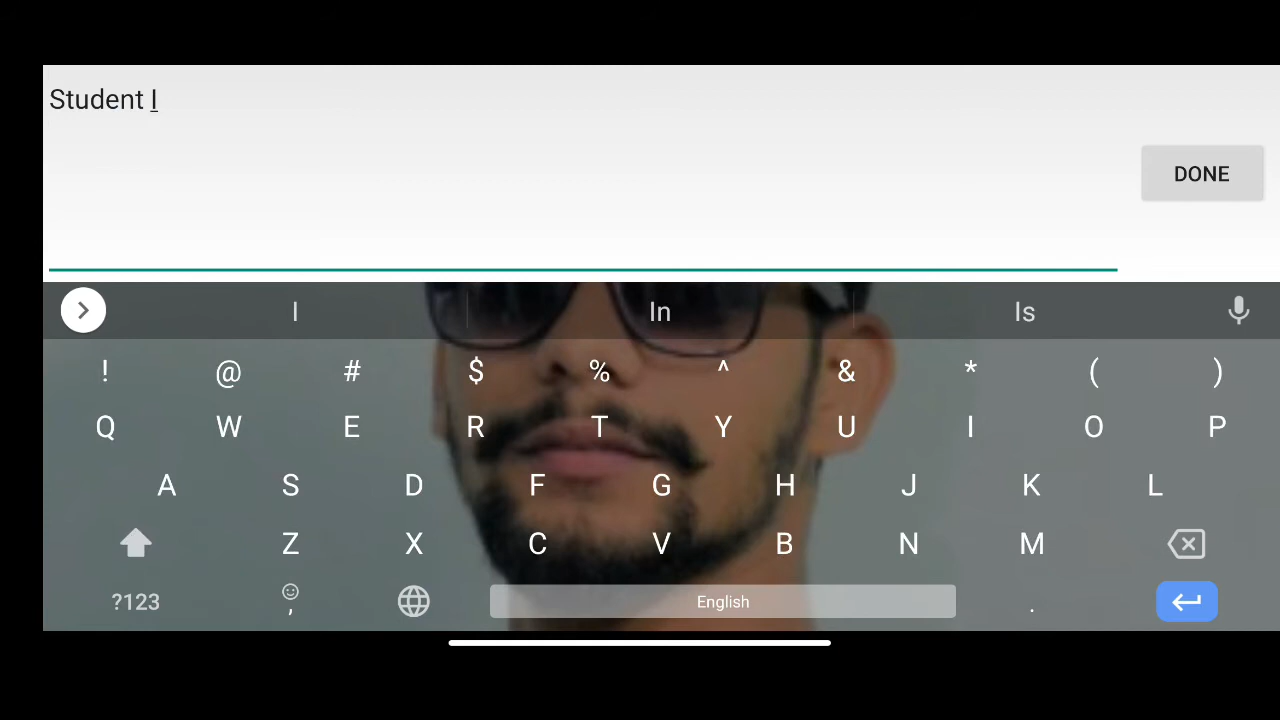 Student I
DONE
I In Is
! @ # $ % ^ & * ( )
Q W E R T Y U I O P
A S D F G H J K L
Z X C V B N M
?123 , English .